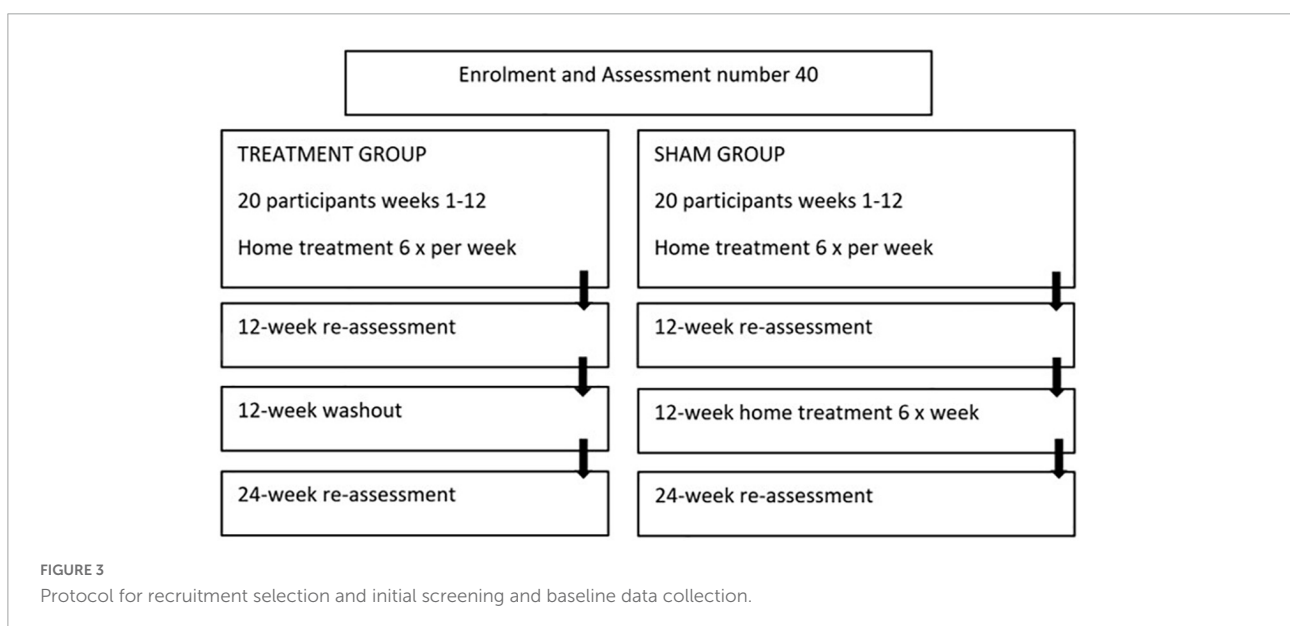 Enrolment and Assessment number 40
TREATMENT GROUP
20 participants weeks 1-12
Home treatment 6 x per week
12-week re-assessment
12-week washout
24-week re-assessment
SHAM GROUP
20 participants weeks 1-12
Home treatment 6 x per week
12-week re-assessment
12-week home treatment 6 x week
24-week re-assessment
FIGURE 3
Protocol for recruitment selection and initial screening and baseline data collection.